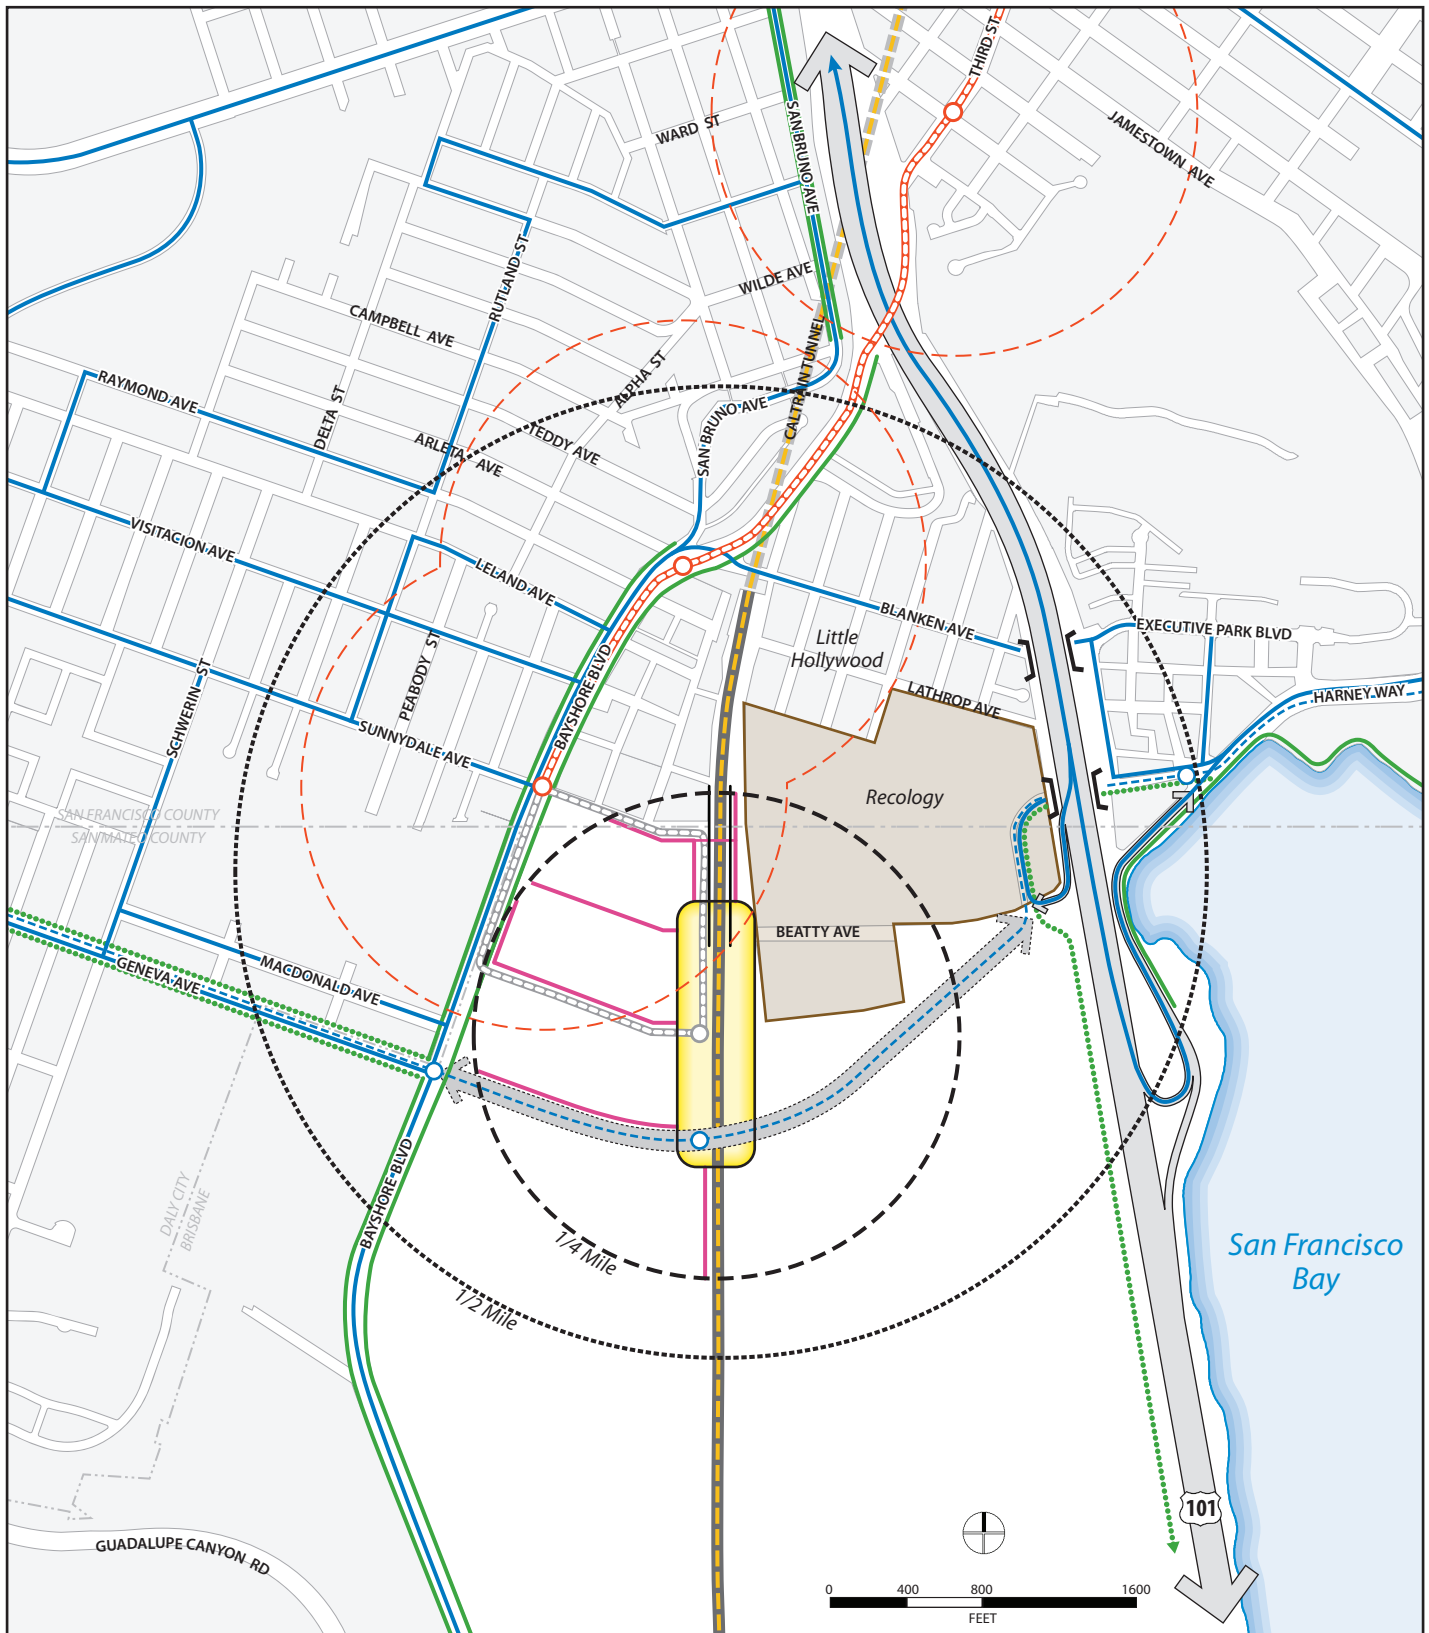 THIRD ST
WARD ST
SAN BRUNO AVE
JAMESTOWN AVE
RUTLAND ST
WILDE AVE
CAMPBELL AVE
CALTRAIN TUNNEL
ALPHA ST
RAYMOND AVE
DELTA ST
SAN BRUNO AVE
TEDDY AVE
ARLETA AVE
VISITACION AVE
LELAND AVE
BLANKEN AVE
EXECUTIVE PARK BLVD
Little
Hollywood
PEABODY ST
BAYSHORE BLVD
SCHWERIN ST
LATHROP AVE
HARNEY WAY
SUNNYDALE AVE
Recology
SAN FRANCISCO COUNTY
SAN MATEO COUNTY
BEATTY AVE
GENEVA AVE
MACDONALD AVE
DALY CITY
BRISBANE
BAYSHORE BLVD
1/4 Mile
1/2 Mile
San Francisco
Bay
101
GUADALUPE CANYON RD
0 400 800 1600
FEET